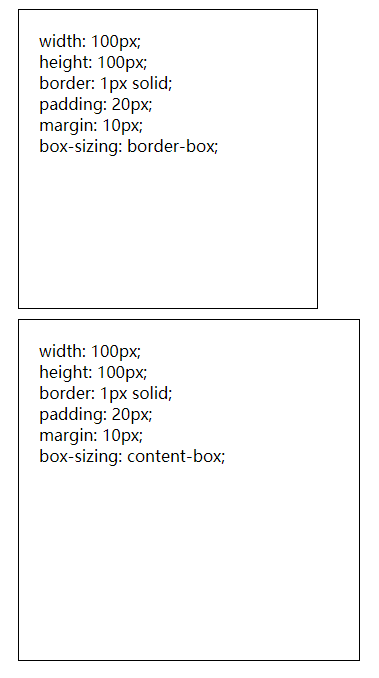 width: 100px;
height: 100px;
border: 1px solid;
padding: 20px;
margin: 10px;
box-sizing: border-box;
width: 100px;
height: 100px;
border: 1px solid;
padding: 20px;
margin: 10px;
box-sizing: content-box;